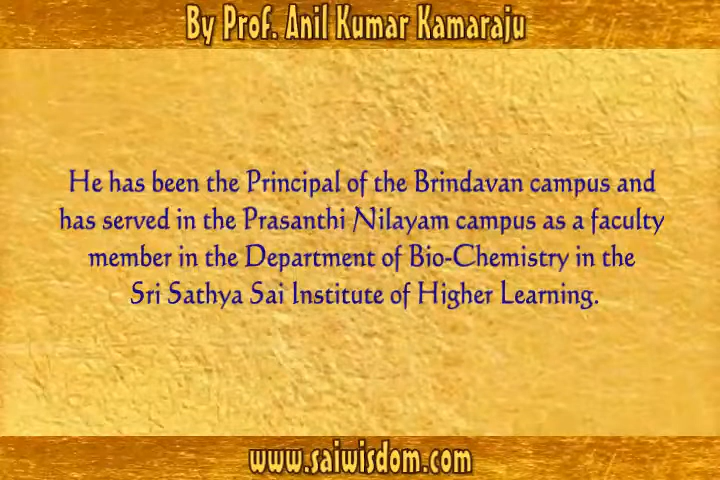 By Prof. Anil Kumar Kamaraju
He has been the Principal of the Brindavan campus and
has served in the Prasanthi Nilayam campus as a faculty
member in the Department of Bio-Chemistry in the
Sri Sathya Sai Institute of Higher Learning.
www.saiwisdom.com